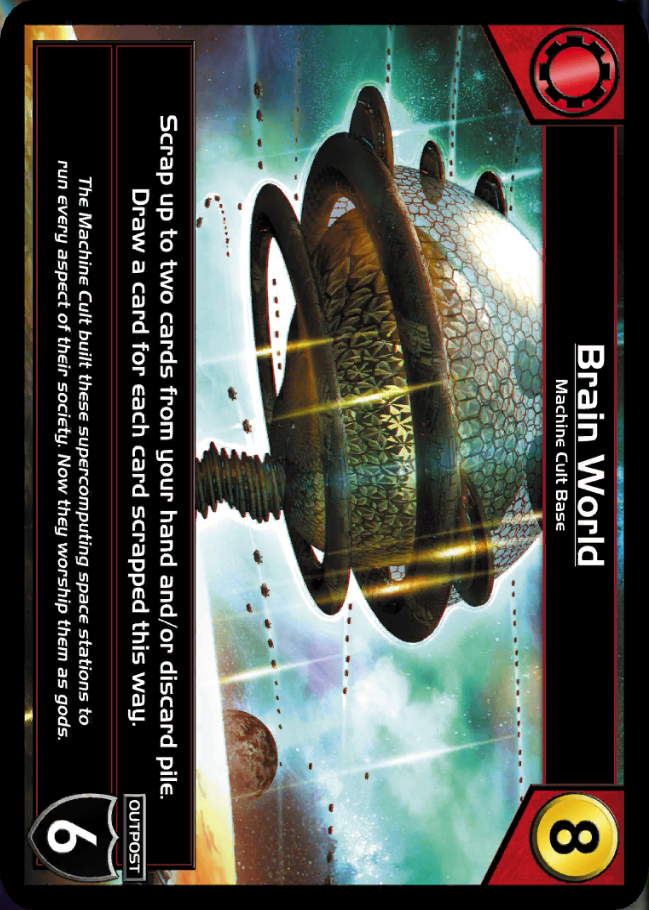 Brain World
Machine Cult Base
8
Scrap up to two cards from your hand and/or discard pile.
Draw a card for each card scrapped this way.
OUTPOST
The Machine Cult built these supercomputing space stations to
run every aspect of their society. Now they worship them as gods.
6